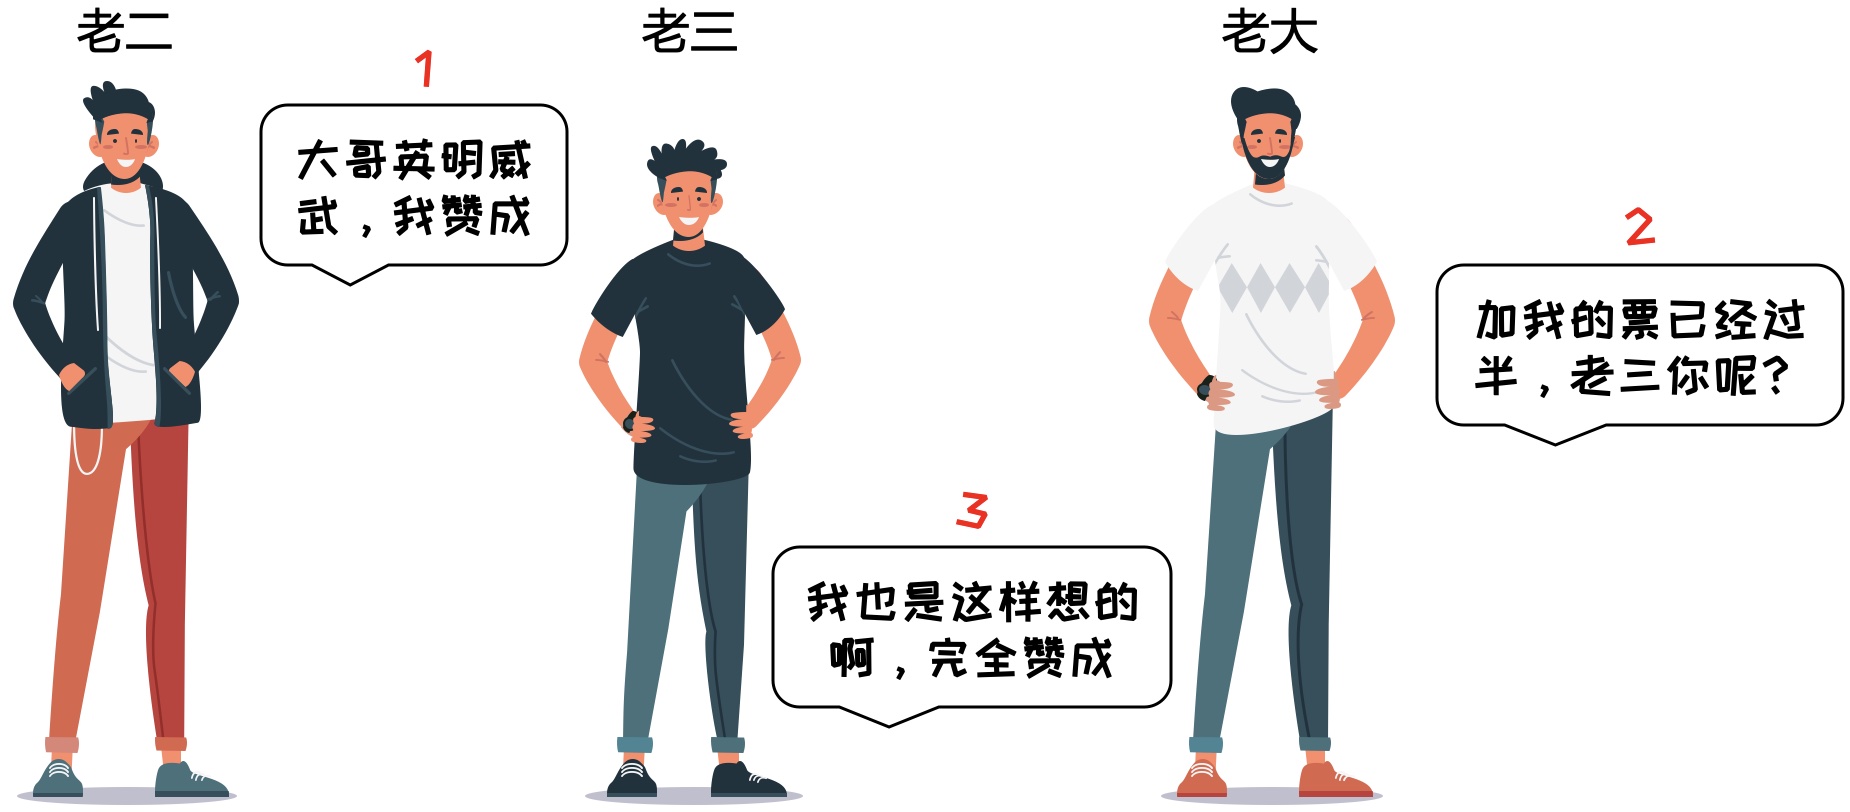 老二
老三
老大
1
大哥英明威
武，我赞成
2
加我的票已经过
半，老三你呢?
3
我也是这样想的
啊，完全赞成